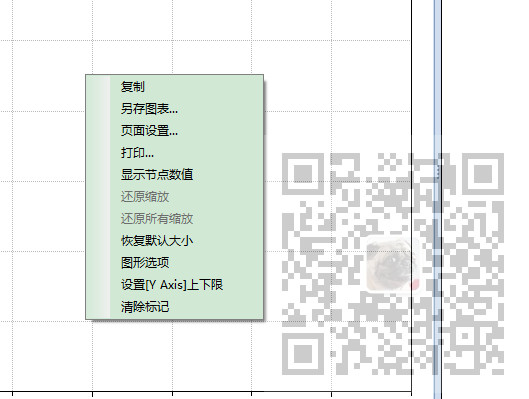 复制
另存图表...
页面设置...
打印...
显示节点数值
还原缩放
还原所有缩放
恢复默认大小
图形选项
设置[Y Axis]上下限
清除标记